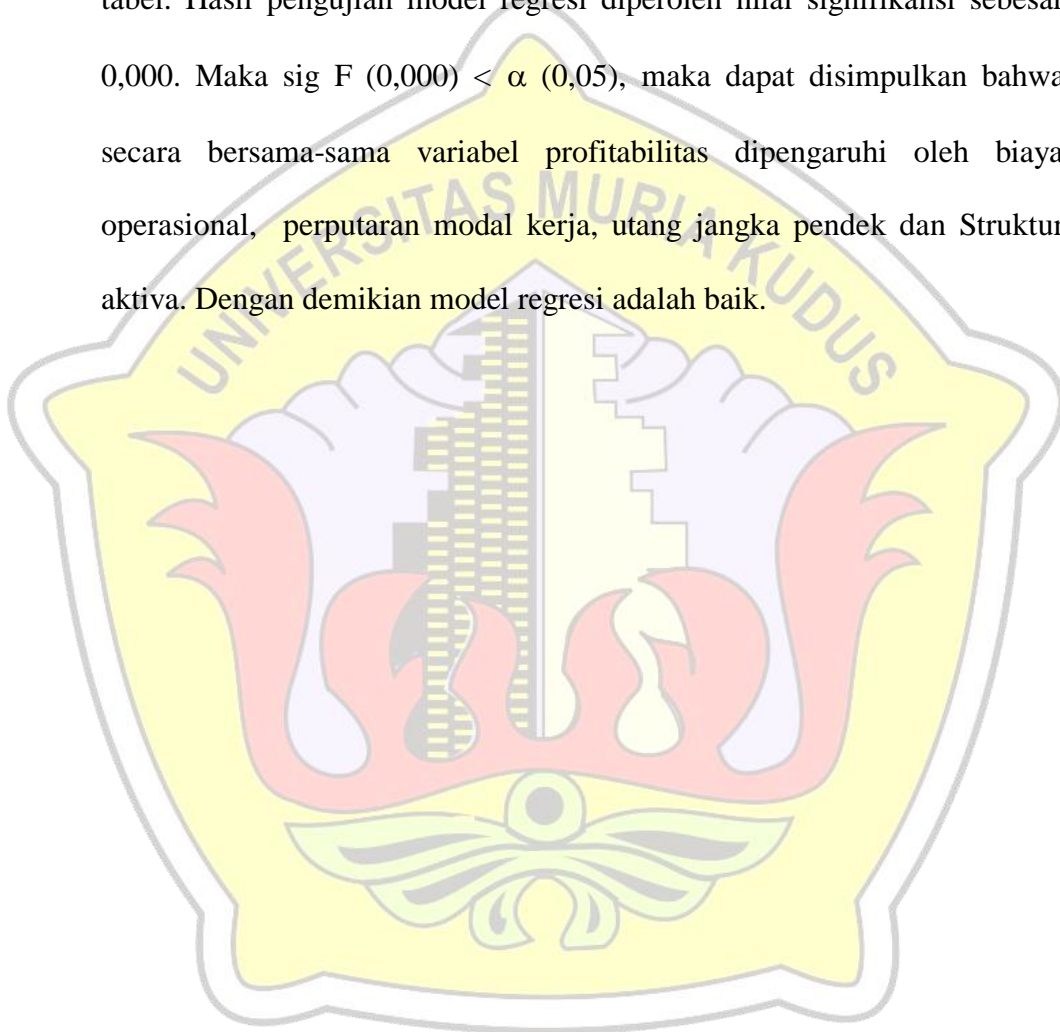 tabel. Hasil pengujian model regresi diperoleh nilai signifikansi sebesar
0,000. Maka sig F (0,000) < α (0,05), maka dapat disimpulkan bahwa
secara bersama-sama variabel profitabilitas dipengaruhi oleh biaya
operasional, perputaran modal kerja, utang jangka pendek dan Struktur
aktiva. Dengan demikian model regresi adalah baik.
UNIVERSITAS MURIA KUDUS